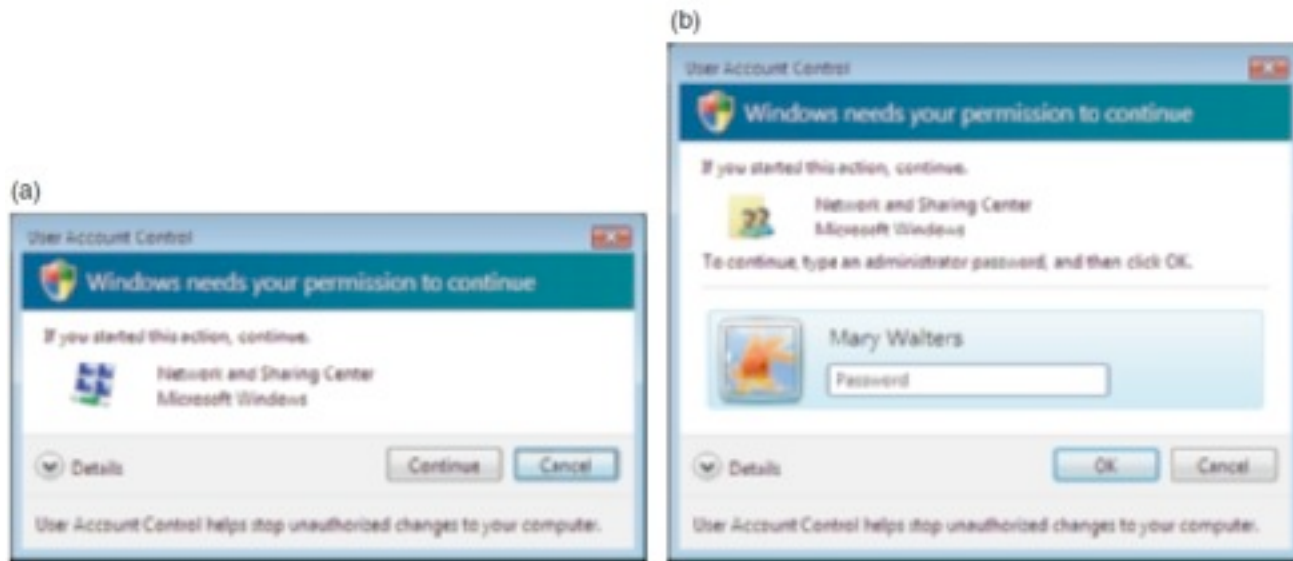 (a)
User Account Control
Windows needs your permission to continue
If you started this action, continue.
Network and Sharing Center
Microsoft Windows
Details
Continue
Cancel
User Account Control helps stop unauthorized changes to your computer.
(b)
User Account Control
Windows needs your permission to continue
If you started this action, continue.
Network and Sharing Center
Microsoft Windows
To continue, type an administrator password, and then click OK.
Mary Walters
Password
Details
OK
Cancel
User Account Control helps stop unauthorized changes to your computer.